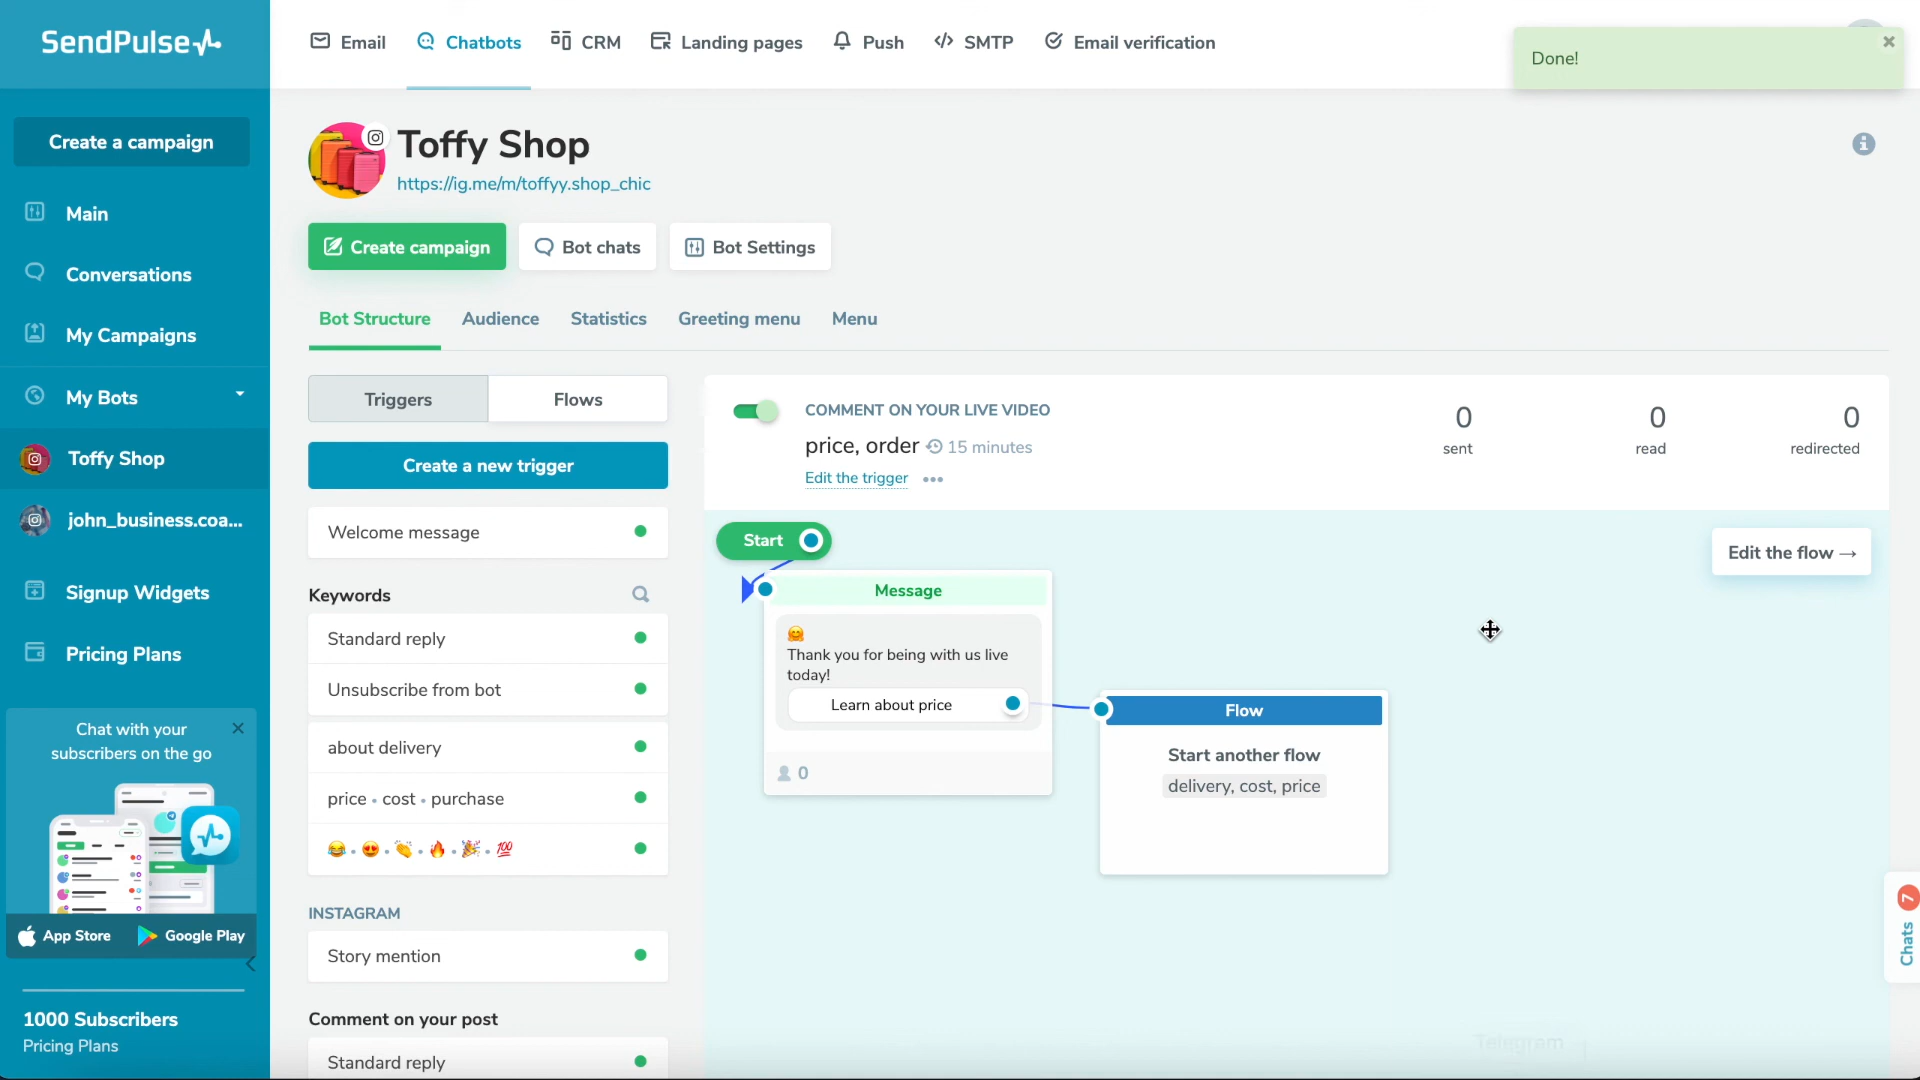 SendPulse
Email
Chatbots
CRM
Landing pages
Push
SMTP
Email verification
Done!
Create a campaign
Main
Conversations
My Campaigns
My Bots
Toffy Shop
john_business.coa...
Signup Widgets
Pricing Plans
Chat with your
subscribers on the go
App Store
Google Play
1000 Subscribers
Pricing Plans
Toffy Shop
https://ig.me/m/toffyy.shop_chic
Create campaign
Bot chats
Bot Settings
Bot Structure
Audience
Statistics
Greeting menu
Menu
Triggers
Flows
Create a new trigger
Welcome message
Keywords
Standard reply
Unsubscribe from bot
about delivery
price • cost • purchase
😂 • 😍 • 👏 • 🔥 • 🎉 • 💯
INSTAGRAM
Story mention
Comment on your post
Standard reply
COMMENT ON YOUR LIVE VIDEO
price, order 15 minutes
Edit the trigger •••
0
sent
0
read
0
redirected
Start
Edit the flow →
Message
🤗
Thank you for being with us live
today!
Learn about price
0
Flow
Start another flow
delivery, cost, price
Chats 7
Telegram